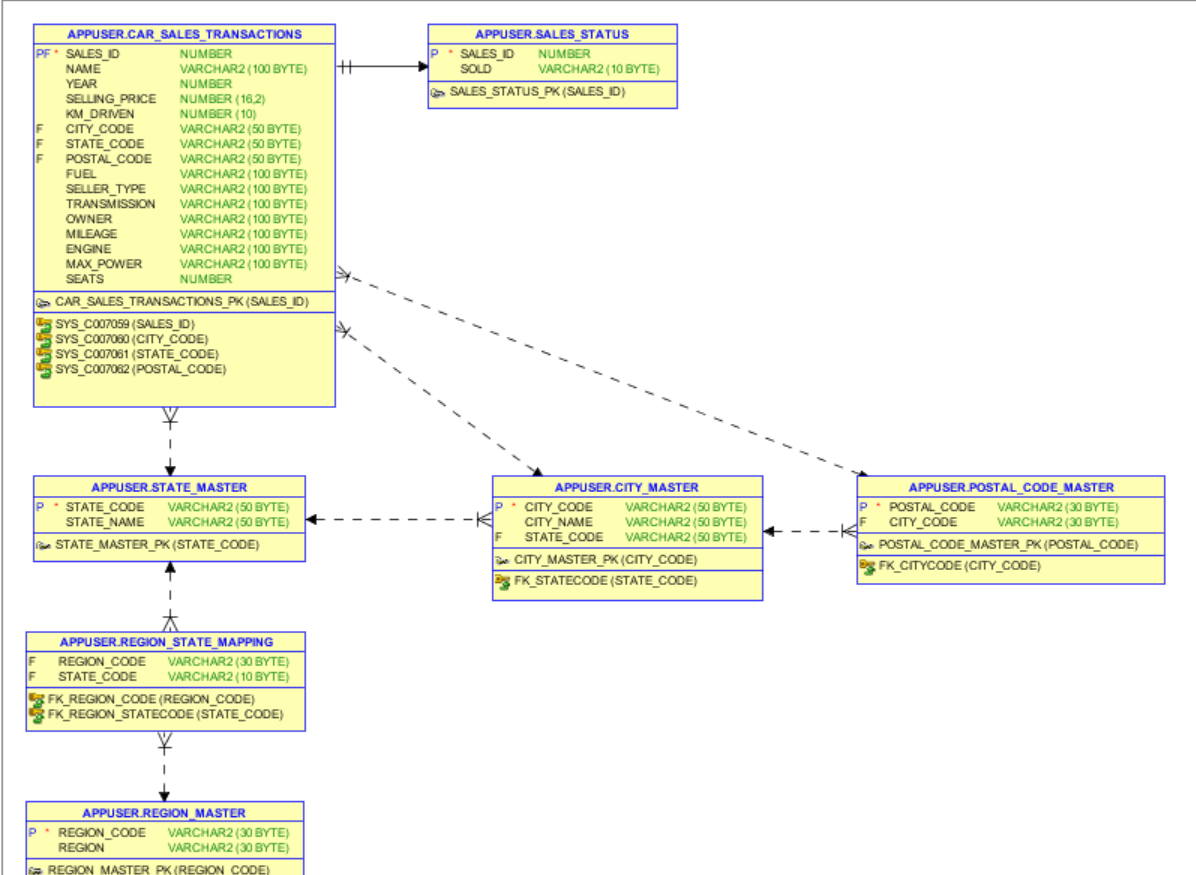 APPUSER.CAR_SALES_TRANSACTIONS
PF * SALES_ID NUMBER
NAME VARCHAR2 (100 BYTE)
YEAR NUMBER
SELLING_PRICE NUMBER (16,2)
KM_DRIVEN NUMBER (10)
F CITY_CODE VARCHAR2 (50 BYTE)
F STATE_CODE VARCHAR2 (50 BYTE)
F POSTAL_CODE VARCHAR2 (50 BYTE)
FUEL VARCHAR2 (100 BYTE)
SELLER_TYPE VARCHAR2 (100 BYTE)
TRANSMISSION VARCHAR2 (100 BYTE)
OWNER VARCHAR2 (100 BYTE)
MILEAGE VARCHAR2 (100 BYTE)
ENGINE VARCHAR2 (100 BYTE)
MAX_POWER VARCHAR2 (100 BYTE)
SEATS NUMBER
CAR_SALES_TRANSACTIONS_PK (SALES_ID)
SYS_C007059 (SALES_ID)
SYS_C007060 (CITY_CODE)
SYS_C007061 (STATE_CODE)
SYS_C007062 (POSTAL_CODE)
APPUSER.SALES_STATUS
P * SALES_ID NUMBER
SOLD VARCHAR2 (10 BYTE)
SALES_STATUS_PK (SALES_ID)
APPUSER.STATE_MASTER
P * STATE_CODE VARCHAR2 (50 BYTE)
STATE_NAME VARCHAR2 (50 BYTE)
STATE_MASTER_PK (STATE_CODE)
APPUSER.CITY_MASTER
P * CITY_CODE VARCHAR2 (50 BYTE)
CITY_NAME VARCHAR2 (50 BYTE)
F STATE_CODE VARCHAR2 (50 BYTE)
CITY_MASTER_PK (CITY_CODE)
FK_STATECODE (STATE_CODE)
APPUSER.POSTAL_CODE_MASTER
P * POSTAL_CODE VARCHAR2 (30 BYTE)
F CITY_CODE VARCHAR2 (30 BYTE)
POSTAL_CODE_MASTER_PK (POSTAL_CODE)
FK_CITYCODE (CITY_CODE)
APPUSER.REGION_STATE_MAPPING
F REGION_CODE VARCHAR2 (30 BYTE)
F STATE_CODE VARCHAR2 (10 BYTE)
FK_REGION_CODE (REGION_CODE)
FK_REGION_STATECODE (STATE_CODE)
APPUSER.REGION_MASTER
P * REGION_CODE VARCHAR2 (30 BYTE)
REGION VARCHAR2 (30 BYTE)
REGION_MASTER_PK (REGION_CODE)